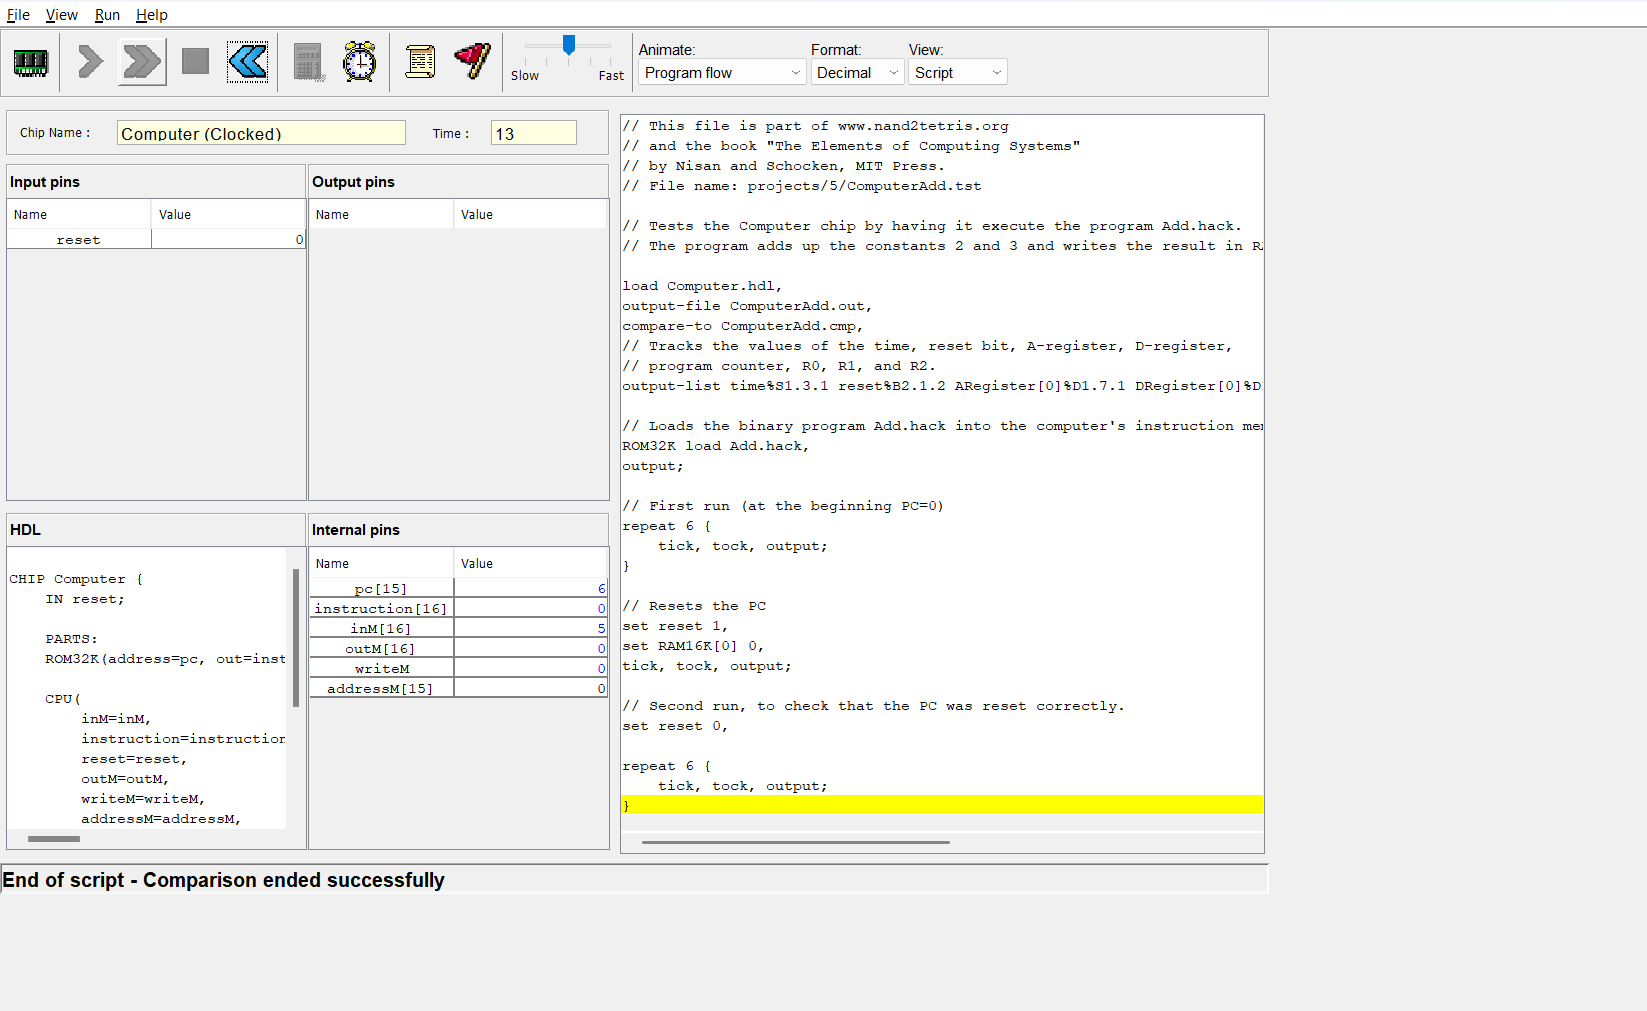 File View Run Help
Slow Fast
Animate: Format: View:
Program flow Decimal Script
Chip Name : Computer (Clocked) Time : 13
Input pins
Name Value
reset 0
Output pins
Name Value
HDL
CHIP Computer {
IN reset;
PARTS:
ROM32K(address=pc, out=inst
CPU(
inM=inM,
instruction=instruction
reset=reset,
outM=outM,
writeM=writeM,
addressM=addressM,
Internal pins
Name Value
pc[15] 6
instruction[16] 0
inM[16] 5
outM[16] 0
writeM 0
addressM[15] 0
// This file is part of www.nand2tetris.org
// and the book "The Elements of Computing Systems"
// by Nisan and Schocken, MIT Press.
// File name: projects/5/ComputerAdd.tst
// Tests the Computer chip by having it execute the program Add.hack.
// The program adds up the constants 2 and 3 and writes the result in
load Computer.hdl,
output-file ComputerAdd.out,
compare-to ComputerAdd.cmp,
// Tracks the values of the time, reset bit, A-register, D-register,
// program counter, R0, R1, and R2.
output-list time%S1.3.1 reset%B2.1.2 ARegister[0]%D1.7.1 DRegister[0]%D
// Loads the binary program Add.hack into the computer's instruction
ROM32K load Add.hack,
output;
// First run (at the beginning PC=0)
repeat 6 {
tick, tock, output;
}
// Resets the PC
set reset 1,
set RAM16K[0] 0,
tick, tock, output;
// Second run, to check that the PC was reset correctly.
set reset 0,
repeat 6 {
tick, tock, output;
}
End of script - Comparison ended successfully